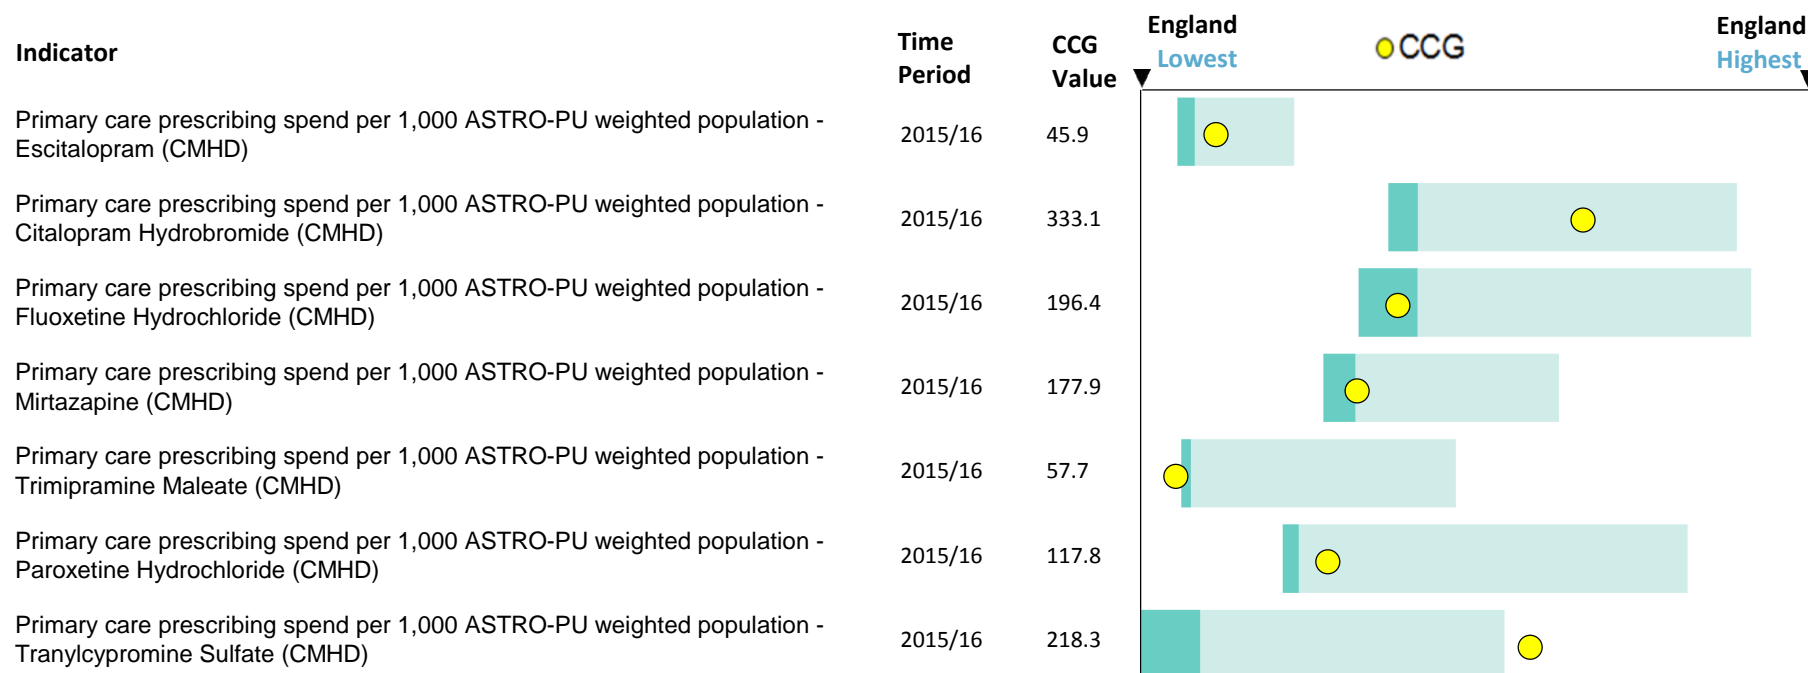 Indicator
Time
Period
CCG
Value
England
Lowest
CCG
England
Highest
Primary care prescribing spend per 1,000 ASTRO-PU weighted population -
Escitalopram (CMHD)
2015/16
45.9
Primary care prescribing spend per 1,000 ASTRO-PU weighted population -
Citalopram Hydrobromide (CMHD)
2015/16
333.1
Primary care prescribing spend per 1,000 ASTRO-PU weighted population -
Fluoxetine Hydrochloride (CMHD)
2015/16
196.4
Primary care prescribing spend per 1,000 ASTRO-PU weighted population -
Mirtazapine (CMHD)
2015/16
177.9
Primary care prescribing spend per 1,000 ASTRO-PU weighted population -
Trimipramine Maleate (CMHD)
2015/16
57.7
Primary care prescribing spend per 1,000 ASTRO-PU weighted population -
Paroxetine Hydrochloride (CMHD)
2015/16
117.8
Primary care prescribing spend per 1,000 ASTRO-PU weighted population -
Tranylcypromine Sulfate (CMHD)
2015/16
218.3